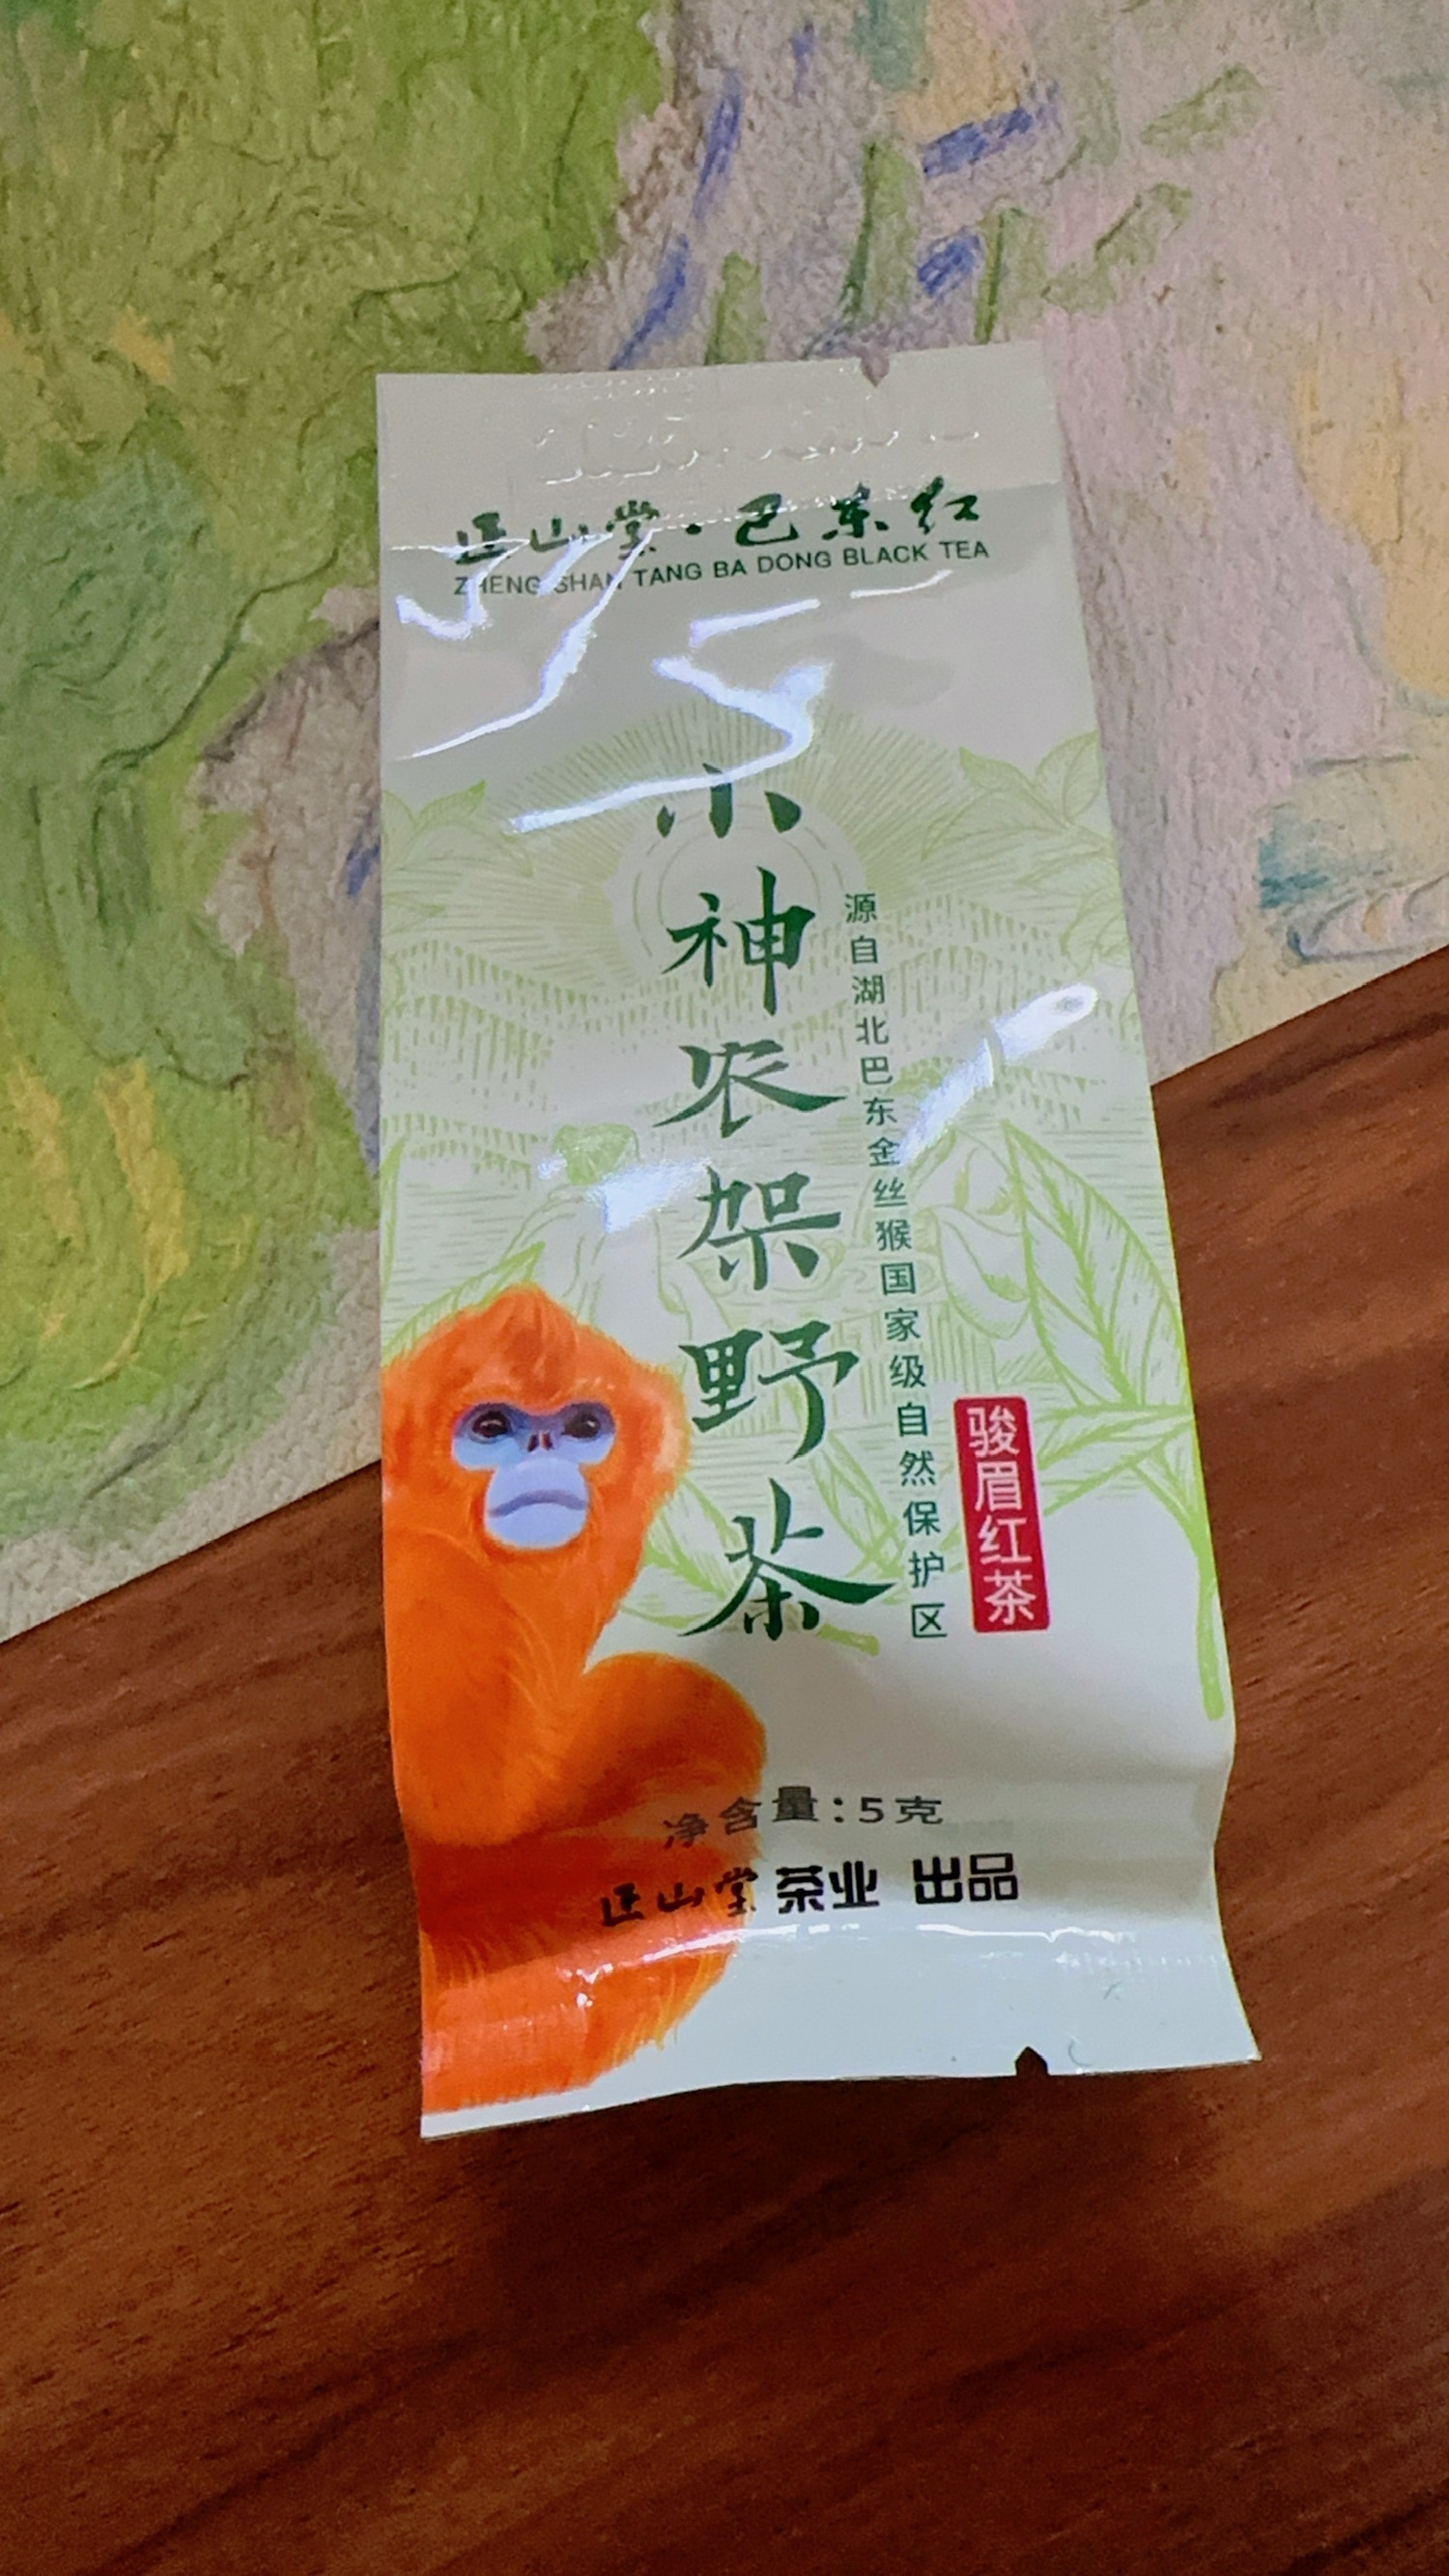 正山堂·巴东红
ZHENG SHAN TANG BA DONG BLACK TEA
小神农架野茶
源自湖北巴东金丝猴国家级自然保护区
骏眉红茶
净含量:5克
正山堂茶业 出品